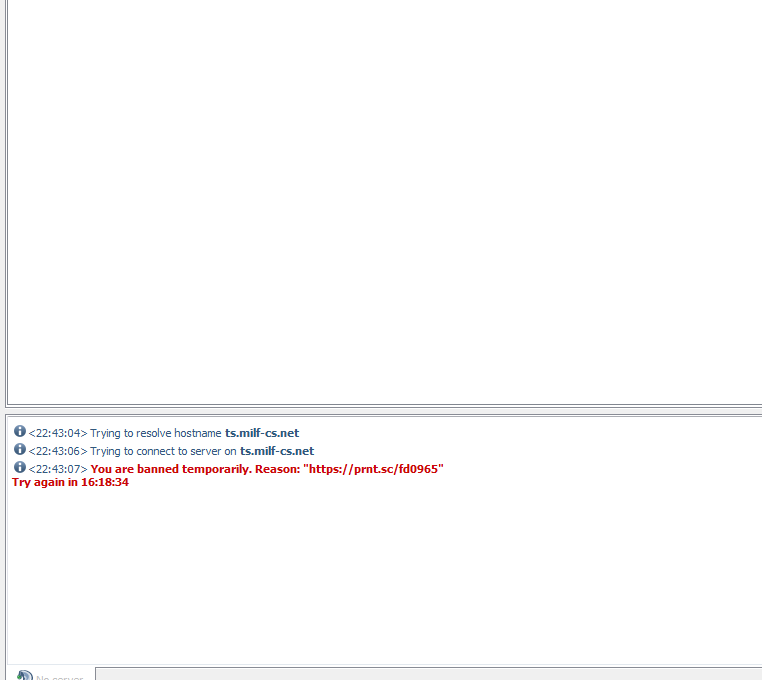 <22:43:04> Trying to resolve hostname ts.milf-cs.net
<22:43:06> Trying to connect to server on ts.milf-cs.net
<22:43:07> You are banned temporarily. Reason: "https://prnt.sc/fd0965"
Try again in 16:18:34
No server